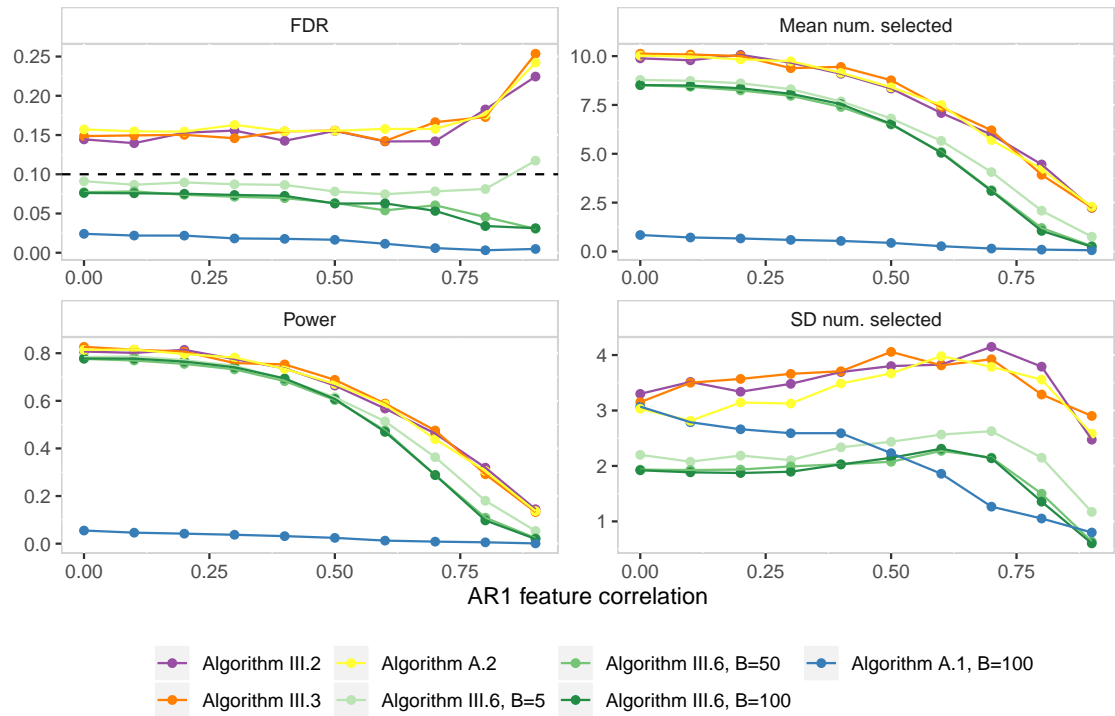 FDR
Mean num. selected
0.25
0.20
0.15
0.10
0.05
0.00
10.0
7.5
5.0
2.5
0.0
0.00 0.25 0.50 0.75
0.00 0.25 0.50 0.75
Power
SD num. selected
0.8
0.6
0.4
0.2
0.0
4
3
2
1
0.00 0.25 0.50 0.75
0.00 0.25 0.50 0.75
AR1 feature correlation
Algorithm III.2 Algorithm A.2 Algorithm III.6, B=50 Algorithm A.1, B=100
Algorithm III.3 Algorithm III.6, B=5 Algorithm III.6, B=100